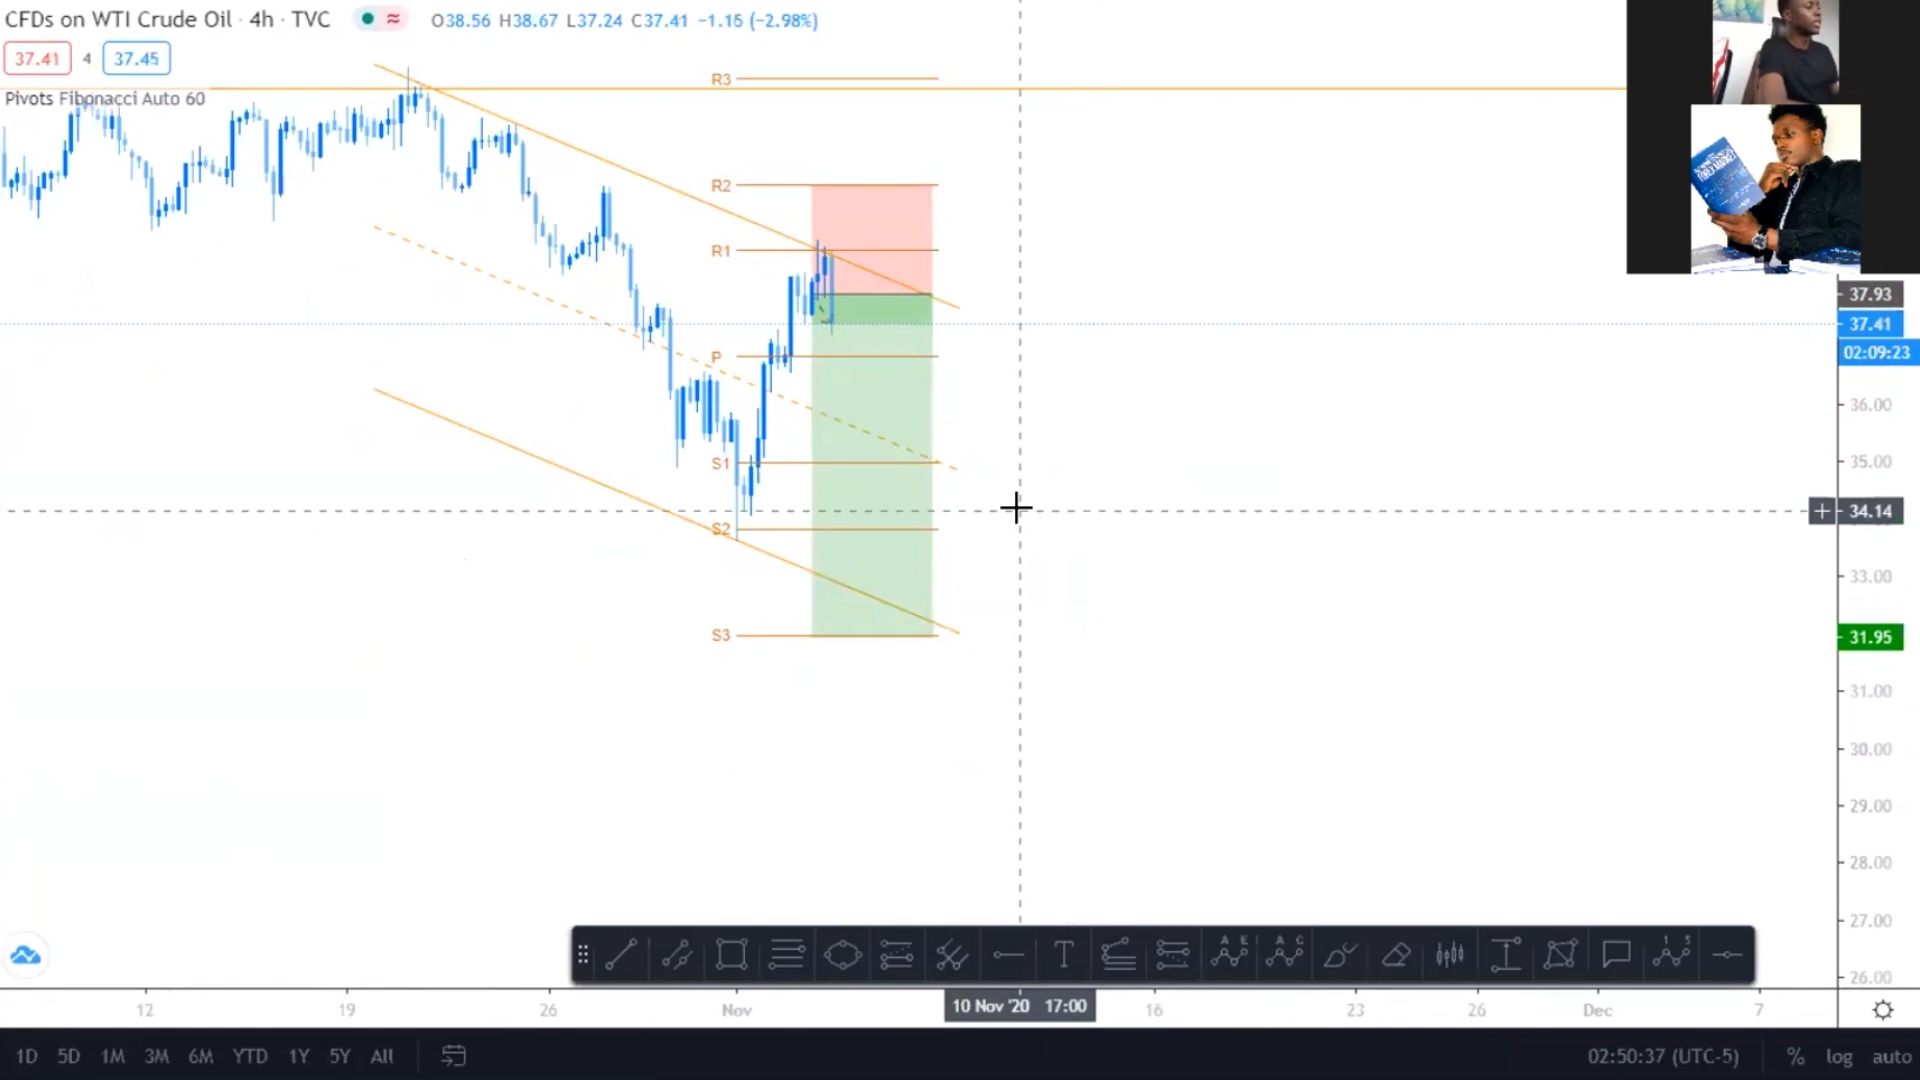 CFDs on WTI Crude Oil · 4h · TVC ≈ O38.56 H38.67 L37.24 C37.41 −1.15 (−2.98%)
37.41 4 37.45
Pivots Fibonacci Auto 60
R3
R2
R1
P
S1
S2
S3
37.93
37.41
02:09:23
36.00
35.00
34.14
33.00
31.95
31.00
30.00
29.00
28.00
27.00
26.00
T
A E
A C
1 5
12 19 26 Nov 10 Nov '20 17:00 16 23 26 Dec 7
1D 5D 1M 3M 6M YTD 1Y 5Y All 02:50:37 (UTC-5) % log auto